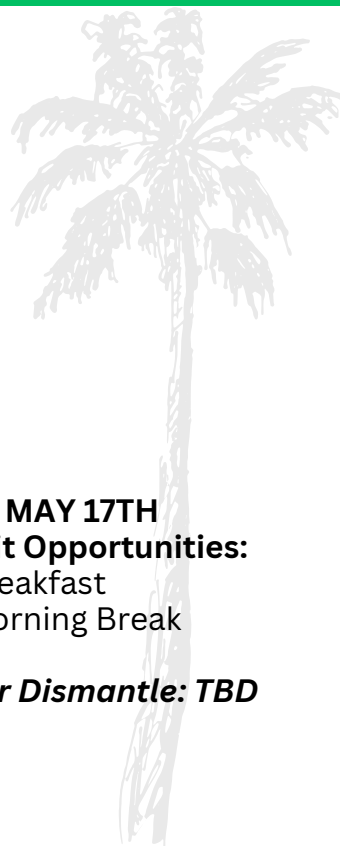 MAY 17TH
t Opportunities:
eakfast
orning Break
r Dismantle: TBD